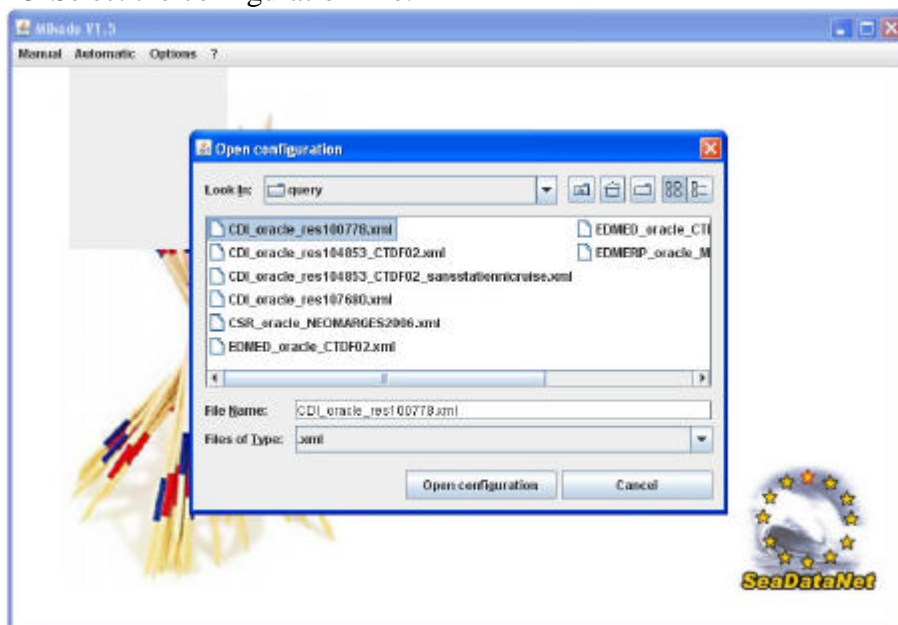 Mikado V1.5
Manual Automatic Options ?
Open configuration
Look In: query
CDI_oracle_res100778.xml
EDMED_oracle_CTI
CDI_oracle_res104853_CTDF02.xml
EDMERP_oracle_M
CDI_oracle_res104853_CTDF02_sansstationnicruise.xml
CDI_oracle_res107680.xml
CSR_oracle_NEOMARGES2006.xml
EDMED_oracle_CTDF02.xml
File Name: CDI_oracle_res100778.xml
Files of Type: .xml
Open configuration Cancel
SeaDataNet